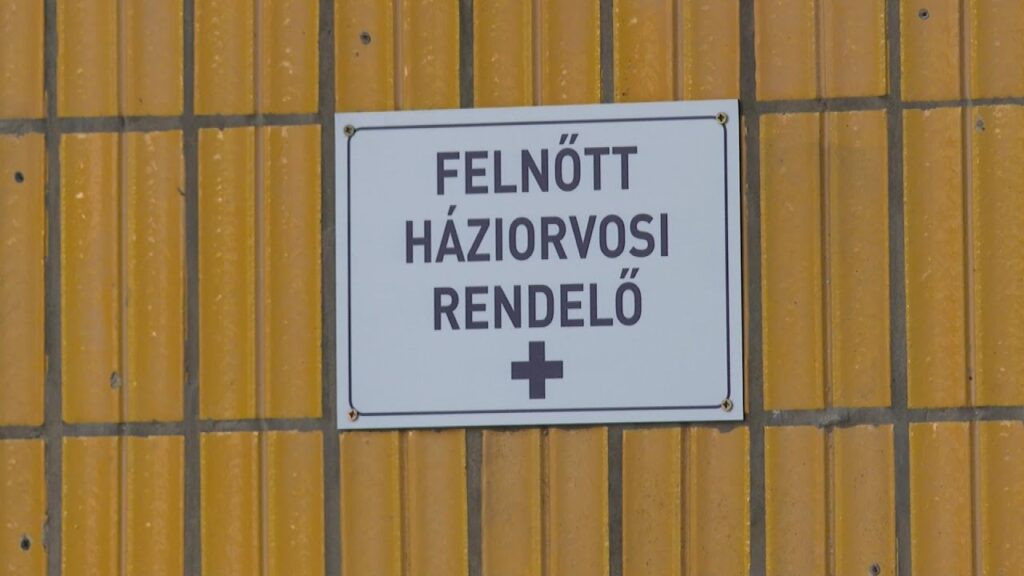 FELNŐTT
HÁZIORVOSI
RENDELŐ